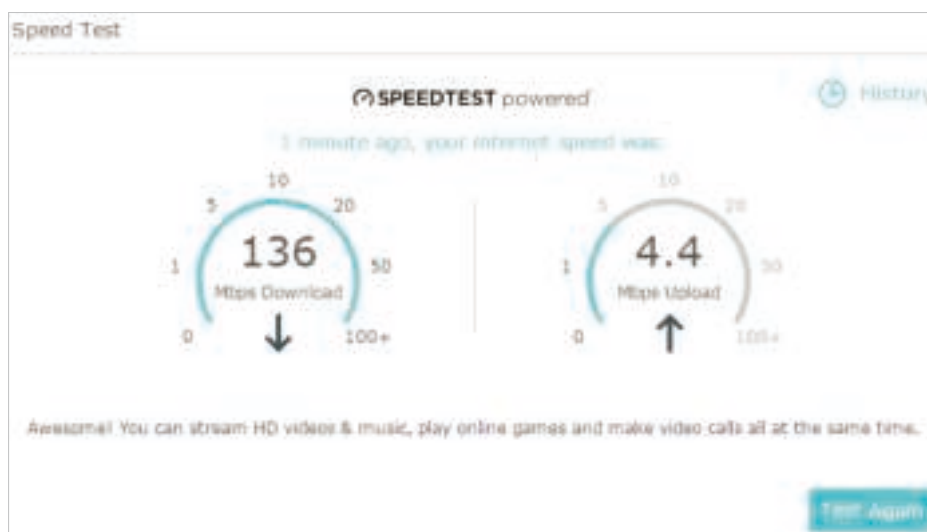 Speed Test
SPEEDTEST powered
History
1 minute ago, your internet speed was:
10
5
20
136
1
50
Mbps Download
0
100+
10
5
20
4.4
1
50
Mbps Upload
0
100+
Awesome! You can stream HD videos & music, play online games and make video calls all at the same time.
Test Again